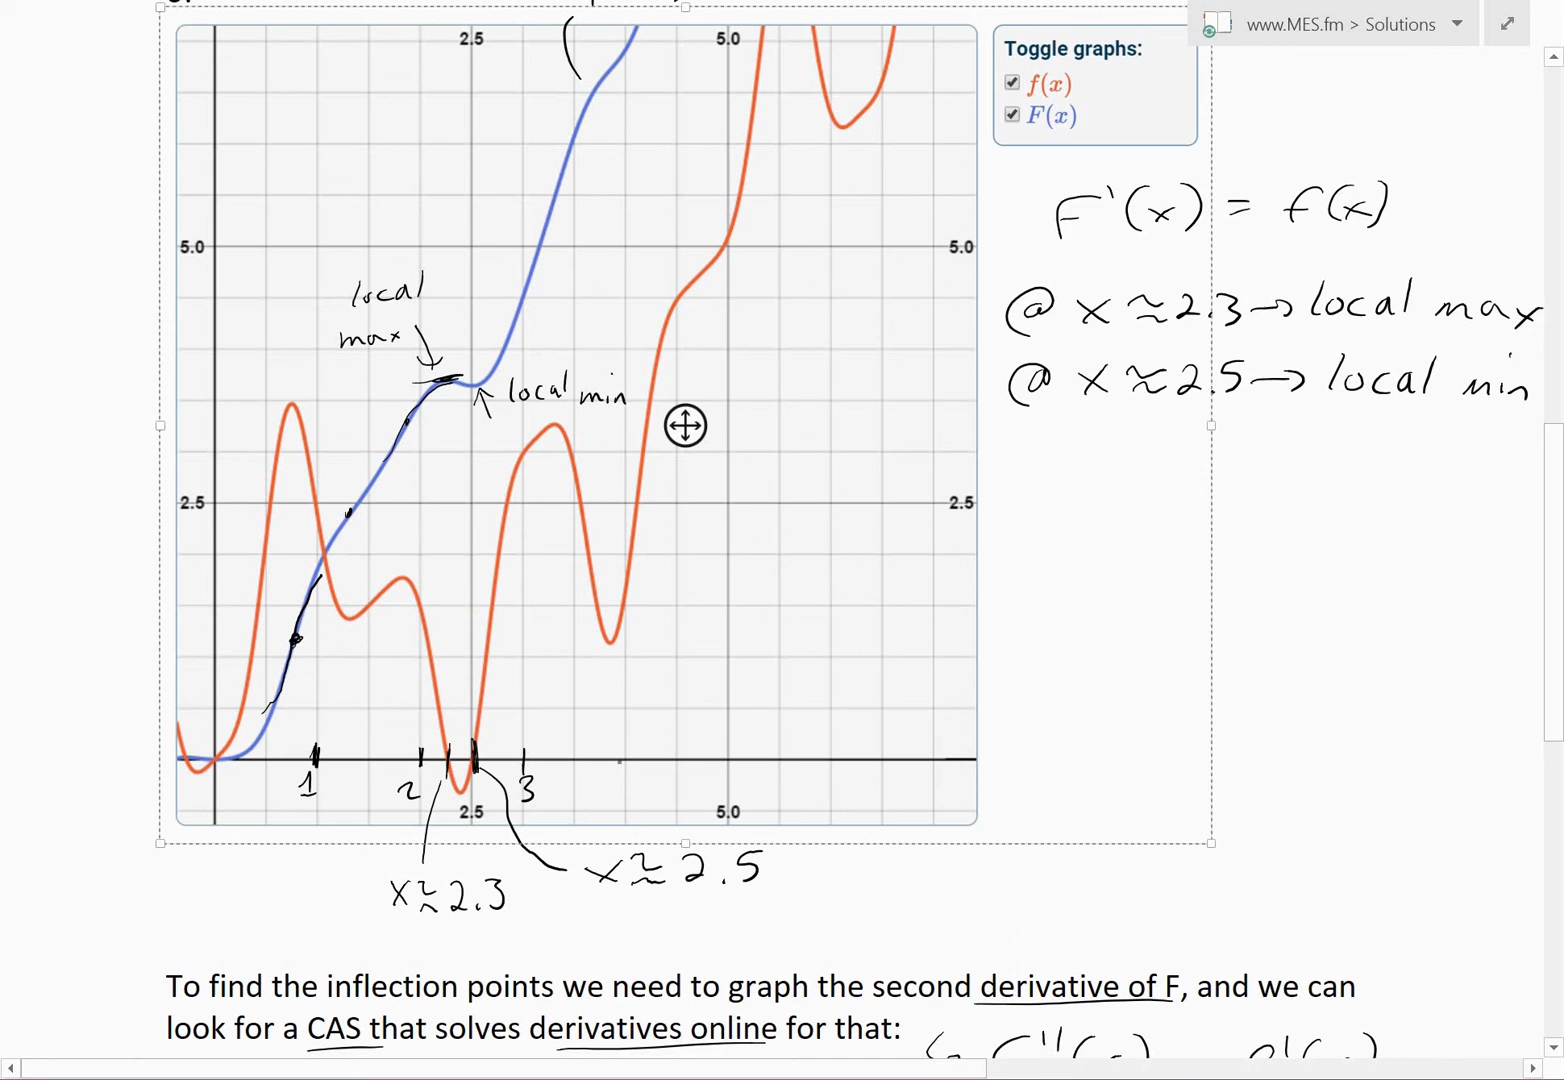 www.MES.fm > Solutions
2.5 5.0
Toggle graphs:
f(x)
F(x)
F'(x) = f(x)
5.0 5.0
local
max
@ x ≈ 2.3 → local max
@ x ≈ 2.5 → local min
local min
2.5 2.5
1 2 3
2.5 5.0
x ≈ 2.3
x ≈ 2.5
To find the inflection points we need to graph the second derivative of F, and we can
look for a CAS that solves derivatives online for that: